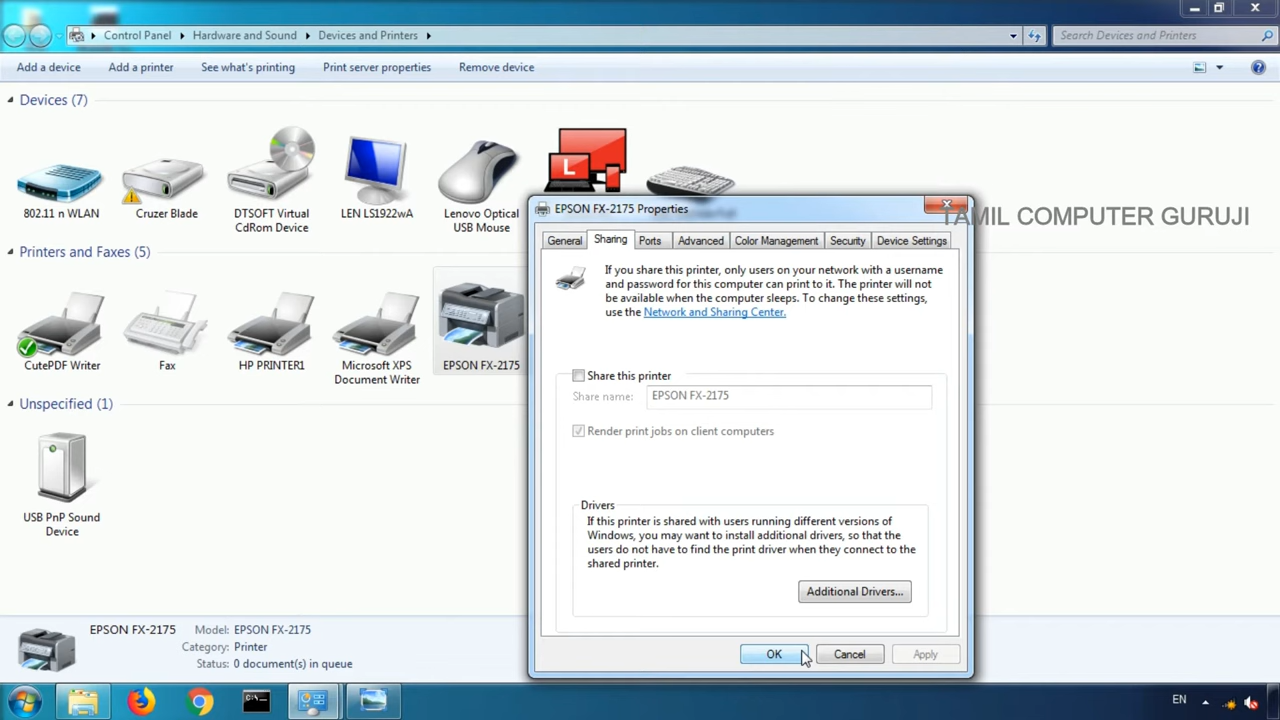 Control Panel
Hardware and Sound
Devices and Printers
Search Devices and Printers
Add a device
Add a printer
See what's printing
Print server properties
Remove device
Devices (7)
802.11 n WLAN
Cruzer Blade
DTSOFT Virtual
CdRom Device
LEN LS1922wA
Lenovo Optical
USB Mouse
L
TAMIL COMPUTER GURUJI
Printers and Faxes (5)
CutePDF Writer
Fax
HP PRINTER1
Microsoft XPS
Document Writer
EPSON FX-2175
Unspecified (1)
USB PnP Sound
Device
EPSON FX-2175 Properties
General
Sharing
Ports
Advanced
Color Management
Security
Device Settings
If you share this printer, only users on your network with a username
and password for this computer can print to it. The printer will not
be available when the computer sleeps. To change these settings,
use the Network and Sharing Center.
Share this printer
Share name: EPSON FX-2175
Render print jobs on client computers
Drivers
If this printer is shared with users running different versions of
Windows, you may want to install additional drivers, so that the
users do not have to find the print driver when they connect to the
shared printer.
Additional Drivers...
OK
Cancel
Apply
EPSON FX-2175
Model: EPSON FX-2175
Category: Printer
Status: 0 document(s) in queue
EN